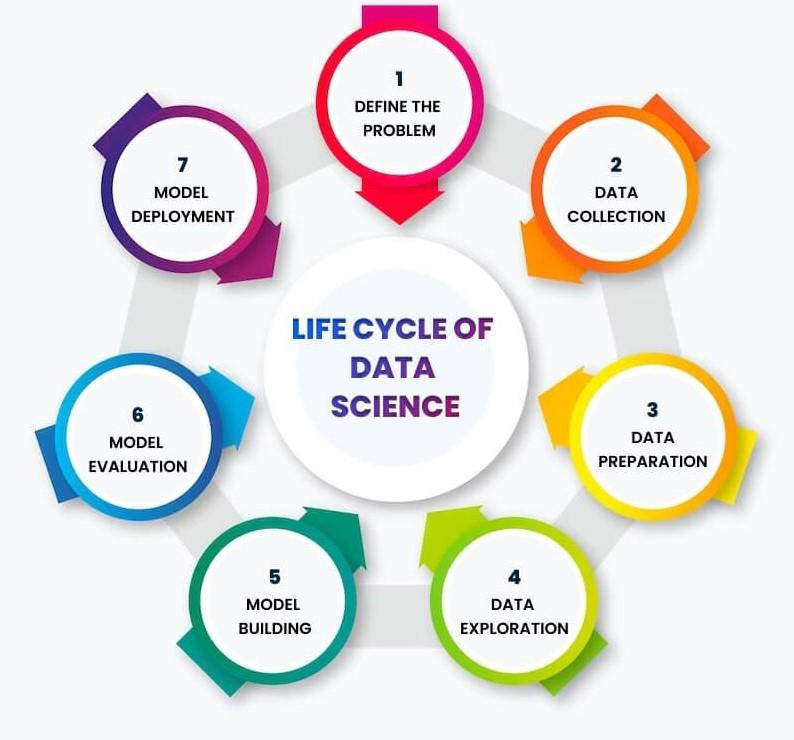 1
DEFINE THE
PROBLEM
2
DATA
COLLECTION
3
DATA
PREPARATION
4
DATA
EXPLORATION
5
MODEL
BUILDING
6
MODEL
EVALUATION
7
MODEL
DEPLOYMENT
LIFE CYCLE OF
DATA
SCIENCE